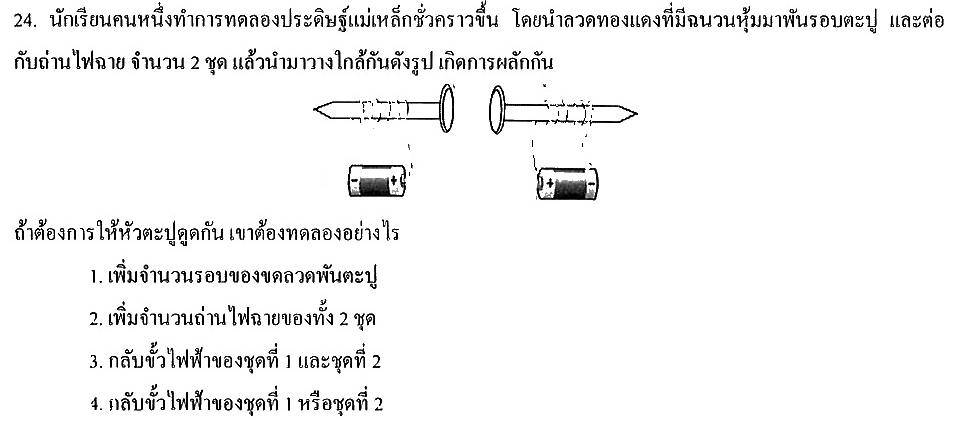 24. นักเรียนคนหนึ่งทำการทดลองประดิษฐ์แม่เหล็กชั่วคราวขึ้น โดยนำลวดทองแดงที่มีฉนวนหุ้มมาพันรอบตะปู และต่อ
กับถ่านไฟฉาย จำนวน 2 ชุด แล้วนำมาวางใกล้กันดังรูป เกิดการผลักกัน
- + + -
ถ้าต้องการให้หัวตะปูดูดกัน เขาต้องทดลองอย่างไร
1. เพิ่มจำนวนรอบของขดลวดพันตะปู
2. เพิ่มจำนวนถ่านไฟฉายของทั้ง 2 ชุด
3. กลับขั้วไฟฟ้าของชุดที่ 1 และชุดที่ 2
4. กลับขั้วไฟฟ้าของชุดที่ 1 หรือชุดที่ 2